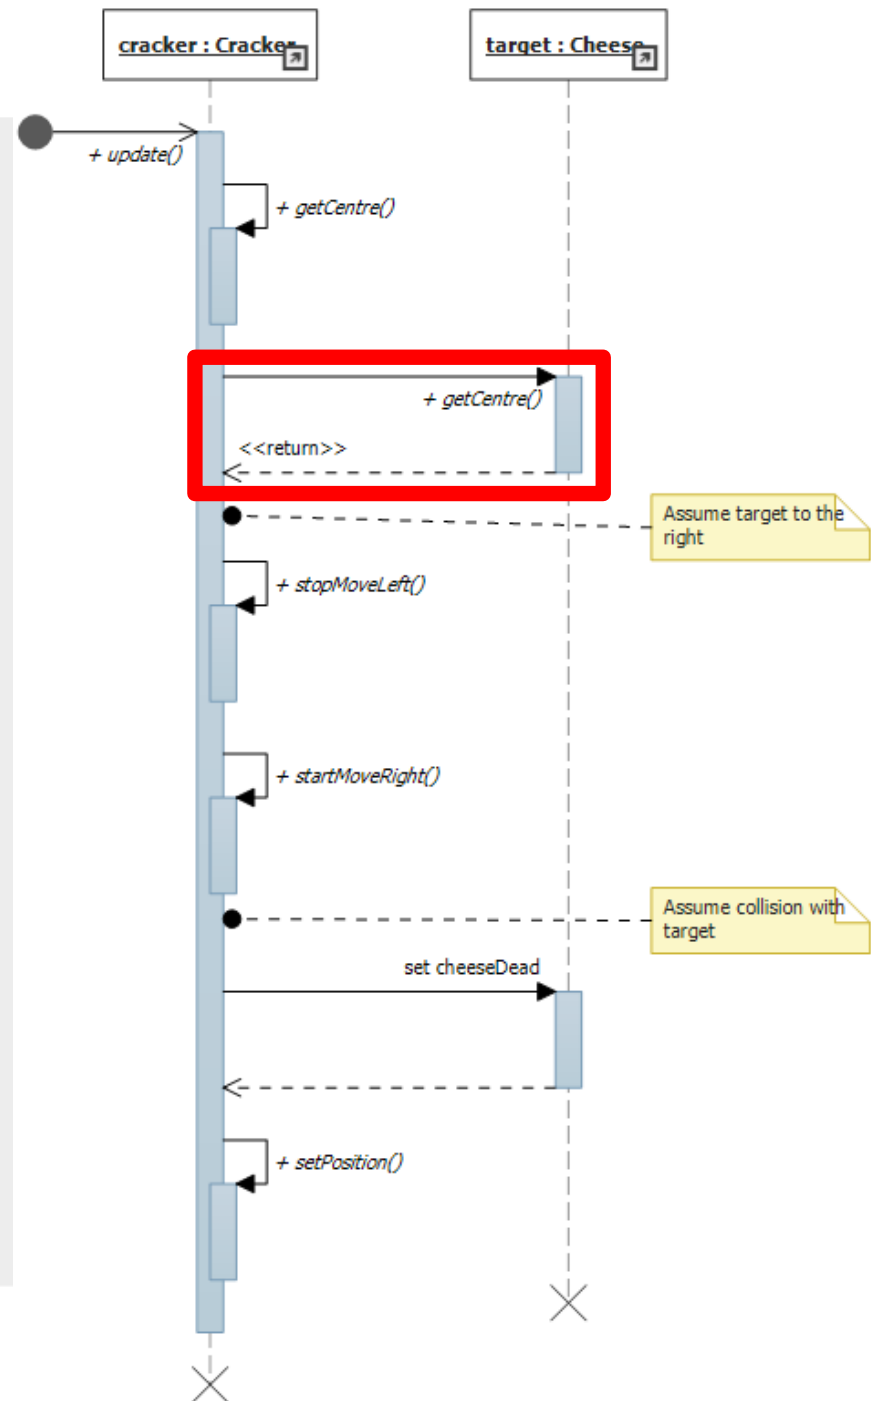 cracker : Cracker
target : Cheese
+ update()
+ getCentre()
+ getCentre()
<<return>>
Assume target to the
right
+ stopMoveLeft()
+ startMoveRight()
Assume collision with
target
set cheeseDead
+ setPosition()